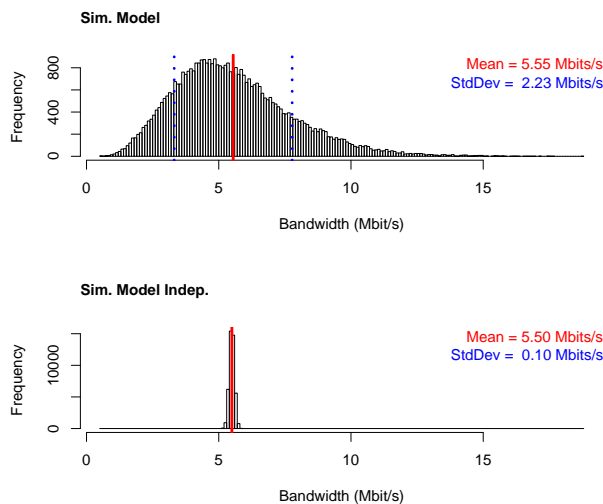 Sim. Model
Frequency
0
400
800
Mean = 5.55 Mbits/s
StdDev = 2.23 Mbits/s
0
5
10
15
Bandwidth (Mbit/s)
Sim. Model Indep.
Frequency
0
10000
Mean = 5.50 Mbits/s
StdDev = 0.10 Mbits/s
0
5
10
15
Bandwidth (Mbit/s)